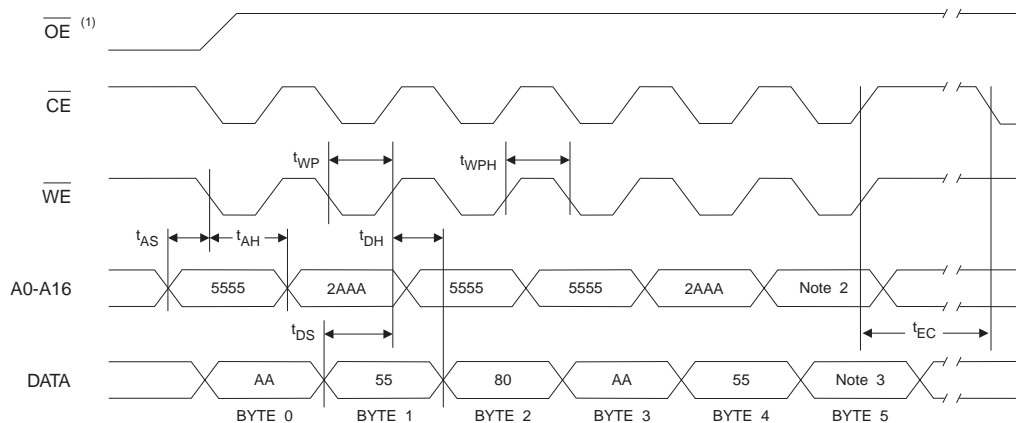 OE (1)
CE
tWP
tWPH
WE
tAS
tAH
tDH
A0-A16
5555
2AAA
5555
5555
2AAA
Note 2
tDS
tEC
DATA
AA
55
80
AA
55
Note 3
BYTE 0
BYTE 1
BYTE 2
BYTE 3
BYTE 4
BYTE 5